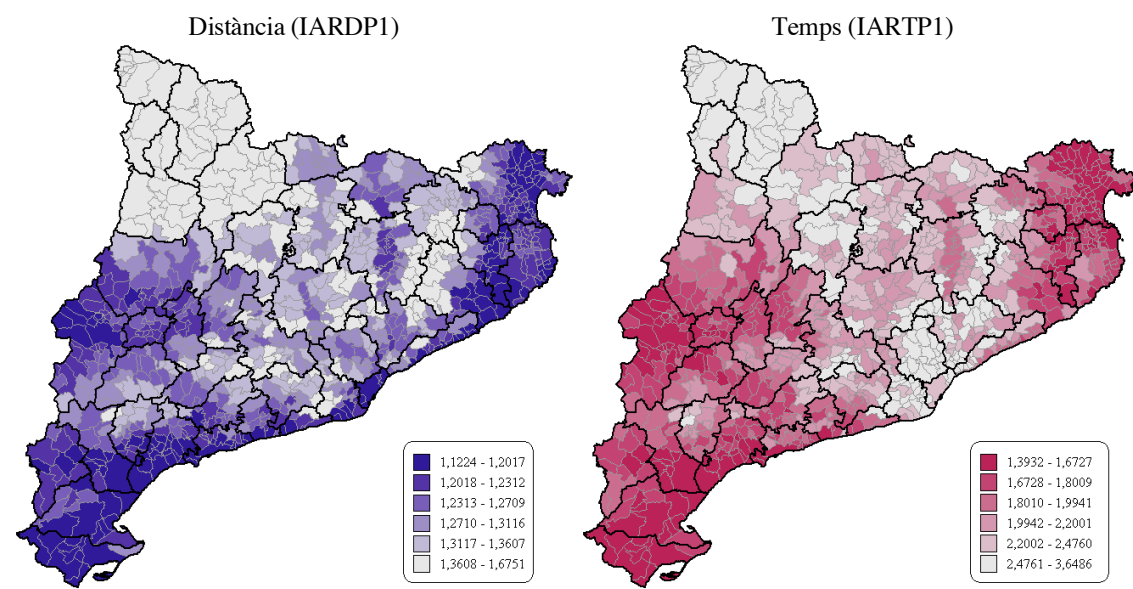 Distància (IARDP1)
Temps (IARTP1)
1,1224 - 1,2017
1,2018 - 1,2312
1,2313 - 1,2709
1,2710 - 1,3116
1,3117 - 1,3607
1,3608 - 1,6751
1,3932 - 1,6727
1,6728 - 1,8009
1,8010 - 1,9941
1,9942 - 2,2001
2,2002 - 2,4760
2,4761 - 3,6486